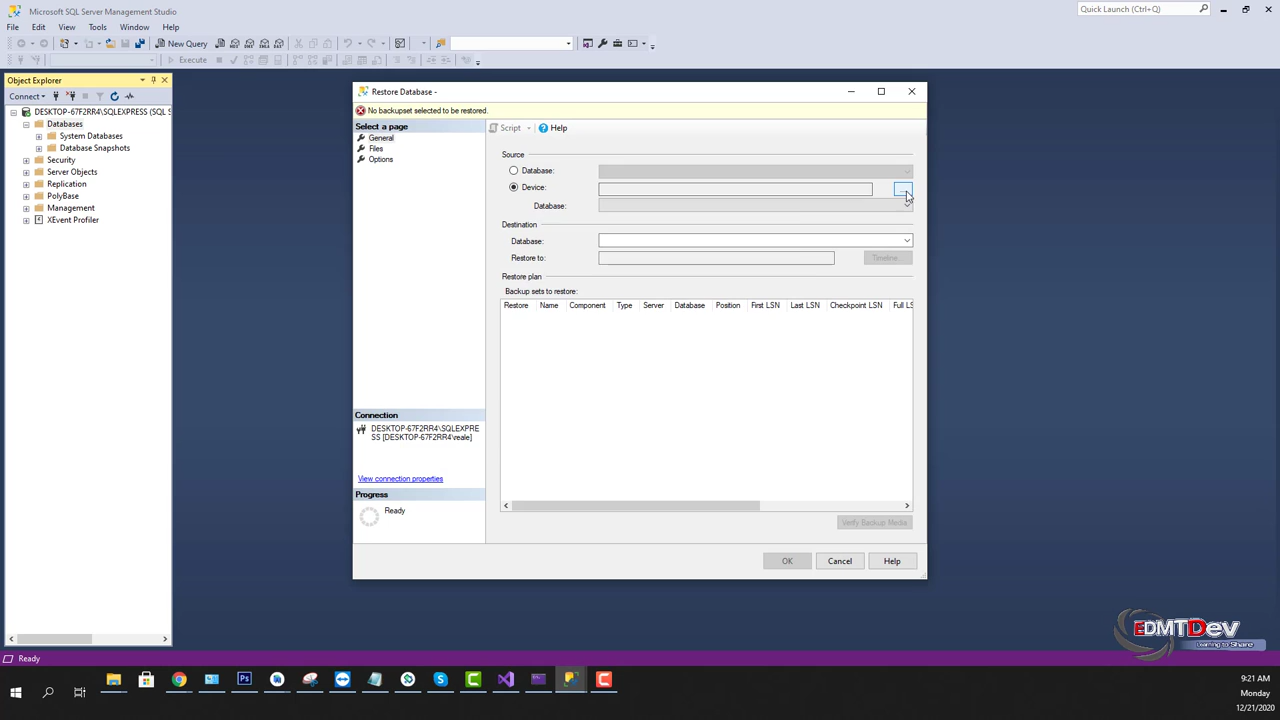 Microsoft SQL Server Management Studio
Quick Launch (Ctrl+Q)
File Edit View Tools Window Help
New Query
Execute
Object Explorer
Connect
DESKTOP-67F2RR4\SQLEXPRESS (SQL S
Databases
System Databases
Database Snapshots
Security
Server Objects
Replication
PolyBase
Management
XEvent Profiler
Restore Database -
No backupset selected to be restored.
Select a page
General
Files
Options
Script
Help
Source
Database:
Device:
...
Database:
Destination
Database:
Restore to:
Timeline...
Restore plan
Backup sets to restore:
Restore Name Component Type Server Database Position First LSN Last LSN Checkpoint LSN Full LS
Connection
DESKTOP-67F2RR4\SQLEXPRE
SS [DESKTOP-67F2RR4\reale]
View connection properties
Progress
Ready
Verify Backup Media
OK Cancel Help
EDMTDev
Learning to Share
Ready
9:21 AM
Monday
12/21/2020